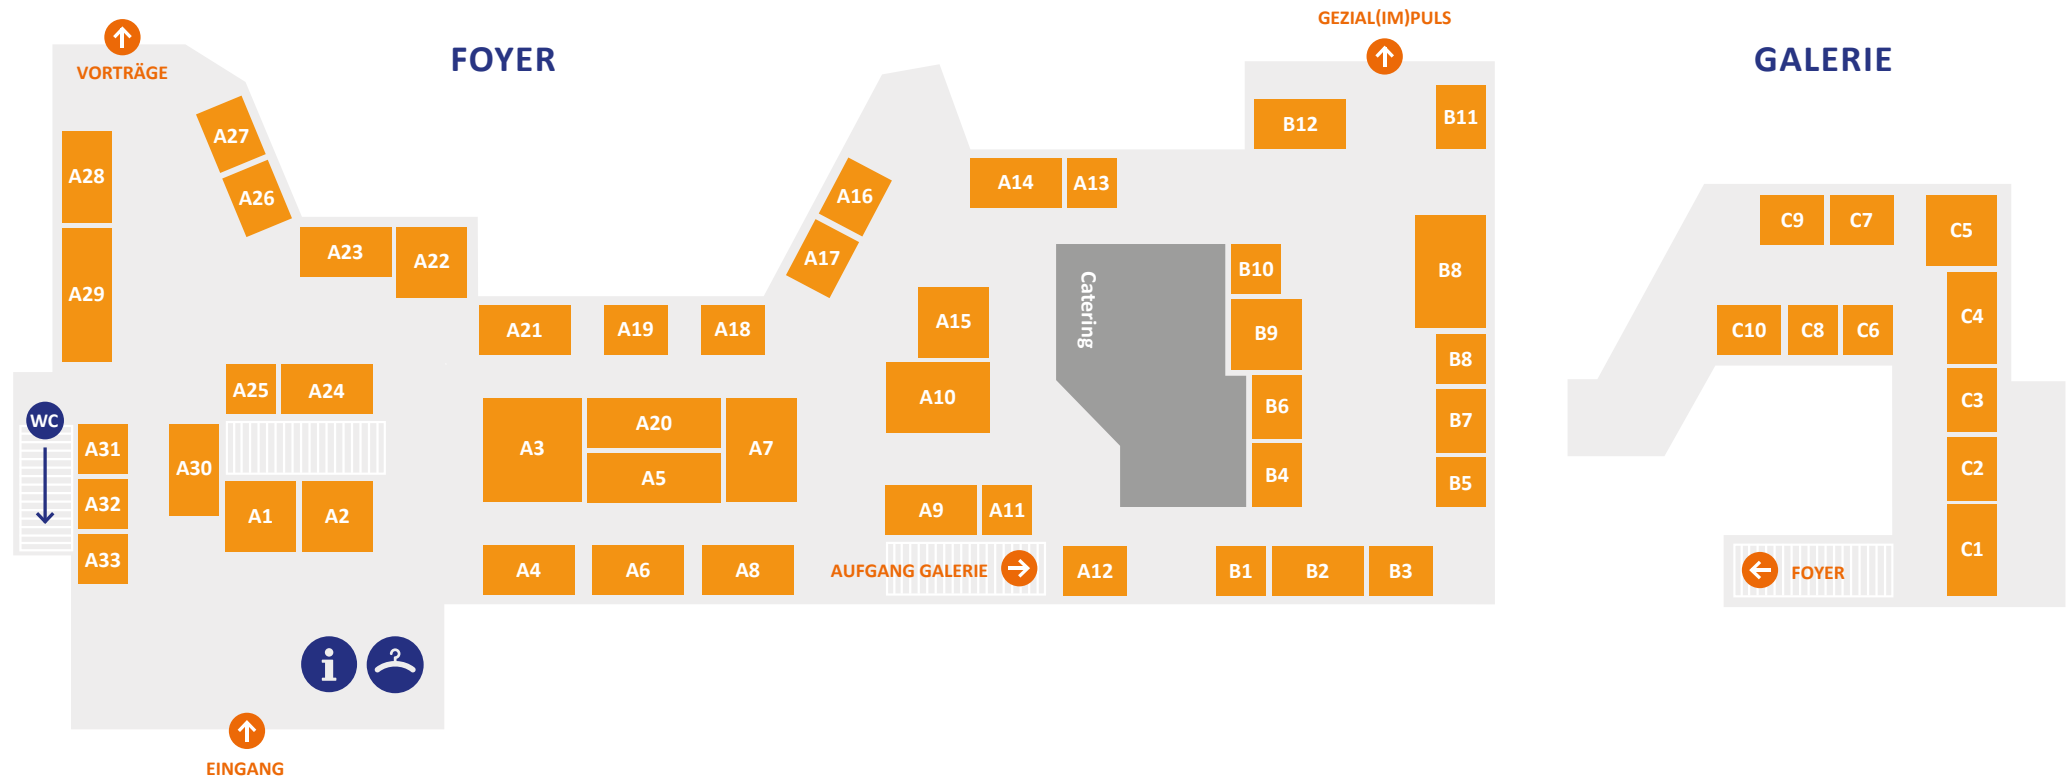 GEZIAL(IM)PULS
FOYER
GALERIE
VORTRÄGE
A27
A28
A26
A29
A23
A22
A21
A19
A18
A16
A17
A14
A13
B12
B11
A15
A10
Catering
B10
B9
B8
B8
B6
B7
B4
B5
A25
A24
WC
A31
A30
A32
A33
A1
A2
A3
A20
A5
A7
A4
A6
A8
A9
A11
AUFGANG GALERIE
A12
B1
B2
B3
i
EINGANG
C9
C7
C5
C10
C8
C6
C4
C3
C2
C1
FOYER